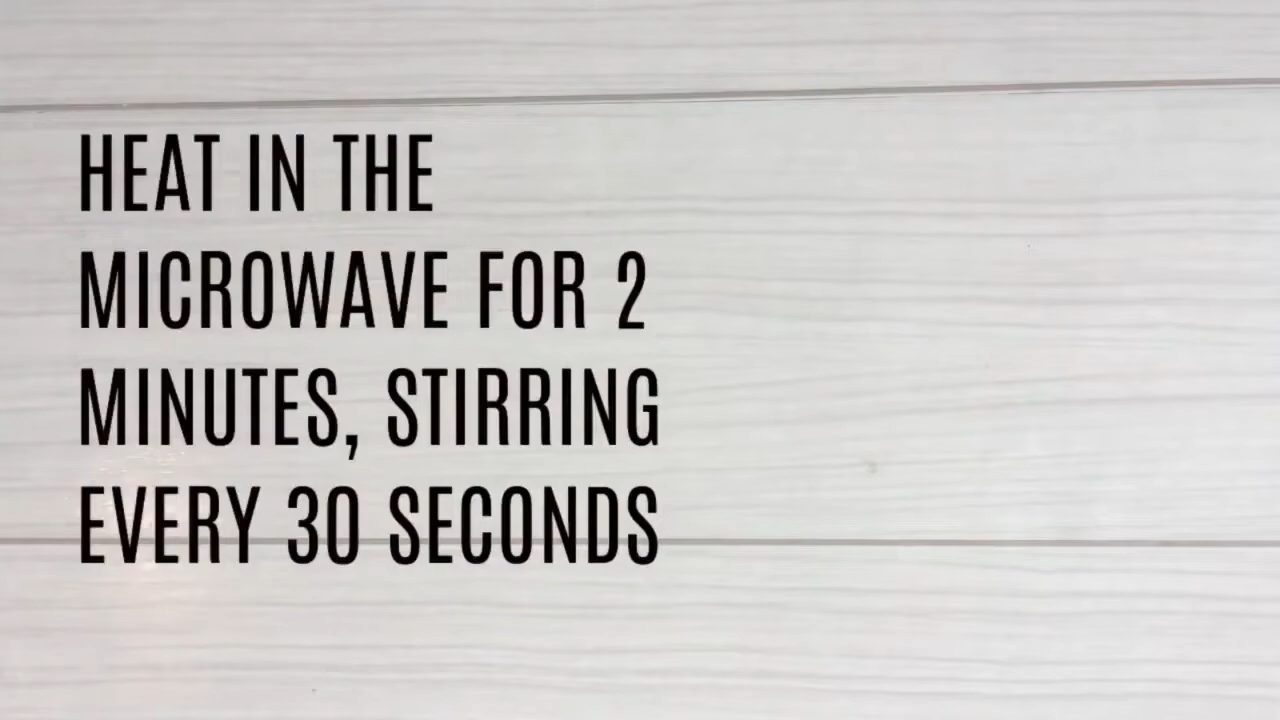 HEAT IN THE
MICROWAVE FOR 2
MINUTES, STIRRING
EVERY 30 SECONDS